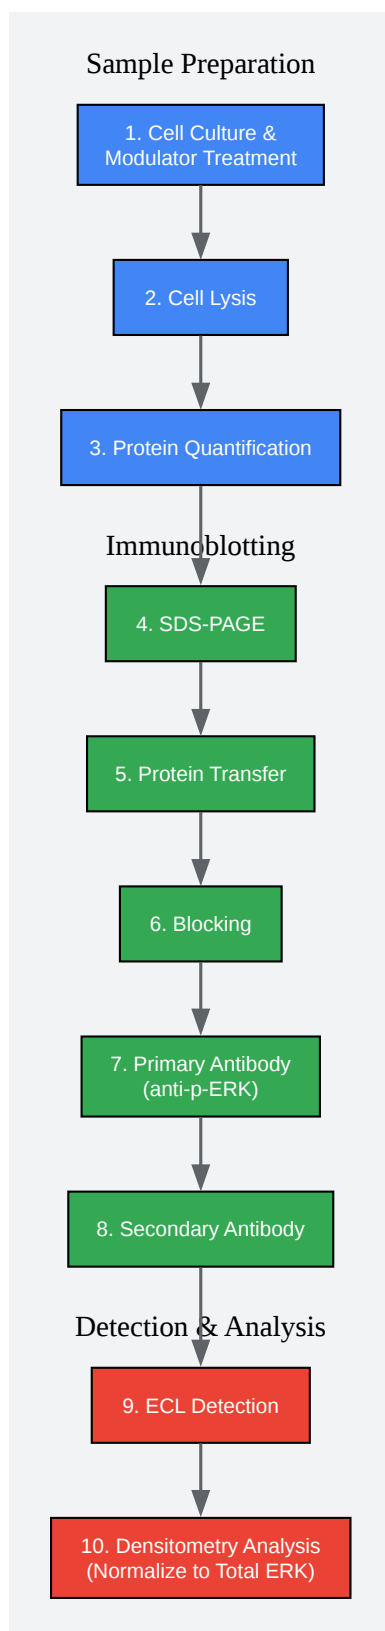 Sample Preparation
1. Cell Culture &
Modulator Treatment
2. Cell Lysis
3. Protein Quantification
Immunoblotting
4. SDS-PAGE
5. Protein Transfer
6. Blocking
7. Primary Antibody
(anti-p-ERK)
8. Secondary Antibody
Detection & Analysis
9. ECL Detection
10. Densitometry Analysis
(Normalize to Total ERK)